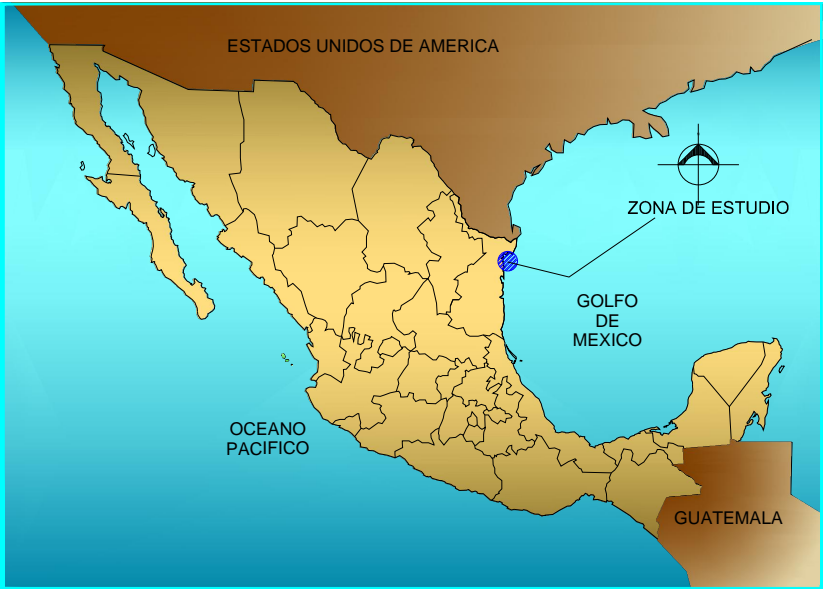 ESTADOS UNIDOS DE AMERICA
ZONA DE ESTUDIO
GOLFO
DE
MEXICO
OCEANO
PACIFICO
GUATEMALA